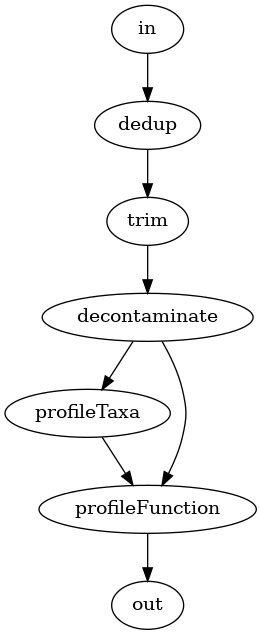 in
dedup
trim
decontaminate
profileTaxa
profileFunction
out